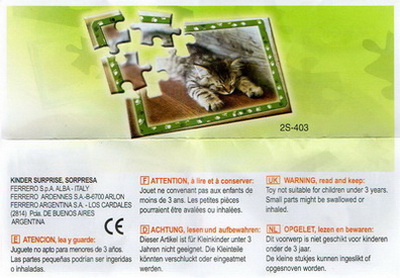 2S-403
KINDER SURPRISE, SORPRESA
FERRERO S.p.A. ALBA - ITALY
FERRERO ARDENNES S.A.-B-6700 ARLON
FERRERO ARGENTINA S.A. - LOS CARDALES
(2814) Pcia. DE BUENOS AIRES
ARGENTINA
CE
E ATENCION, lea y guarde:
Juguete no apto para menores de 3 años.
Las partes pequeñas podrían ser ingeridas
o inhaladas.
F ATTENTION, à lire et à conserver:
Jouet ne convenant pas aux enfants
de moins de 3 ans. Les petites pièces
pourraient être avalées ou inhalées.
D ACHTUNG, lesen und aufbewahren:
Dieser Artikel ist für Kleinkinder unter 3
Jahren nicht geeignet. Die Kleinteile
könnten verschluckt oder eingeatmet
werden.
UK WARNING, read and keep:
Toy not suitable for children under 3 years.
Small parts might be swallowed or
inhaled.
NL OPGELET, lezen en bewaren:
Dit voorwerp is niet geschikt voor kinderen
onder de 3 jaar.
De kleine stukjes kunnen ingeslikt of
opgezogen worden.